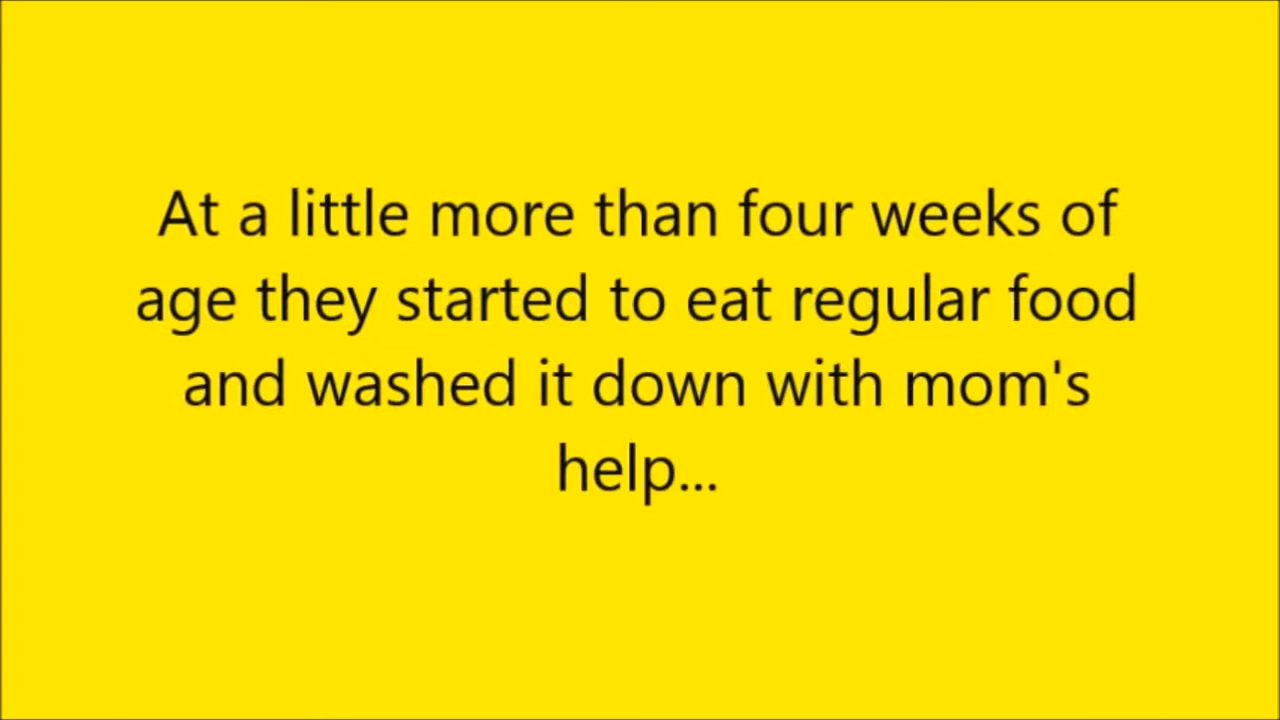 At a little more than four weeks of
age they started to eat regular food
and washed it down with mom's
help...